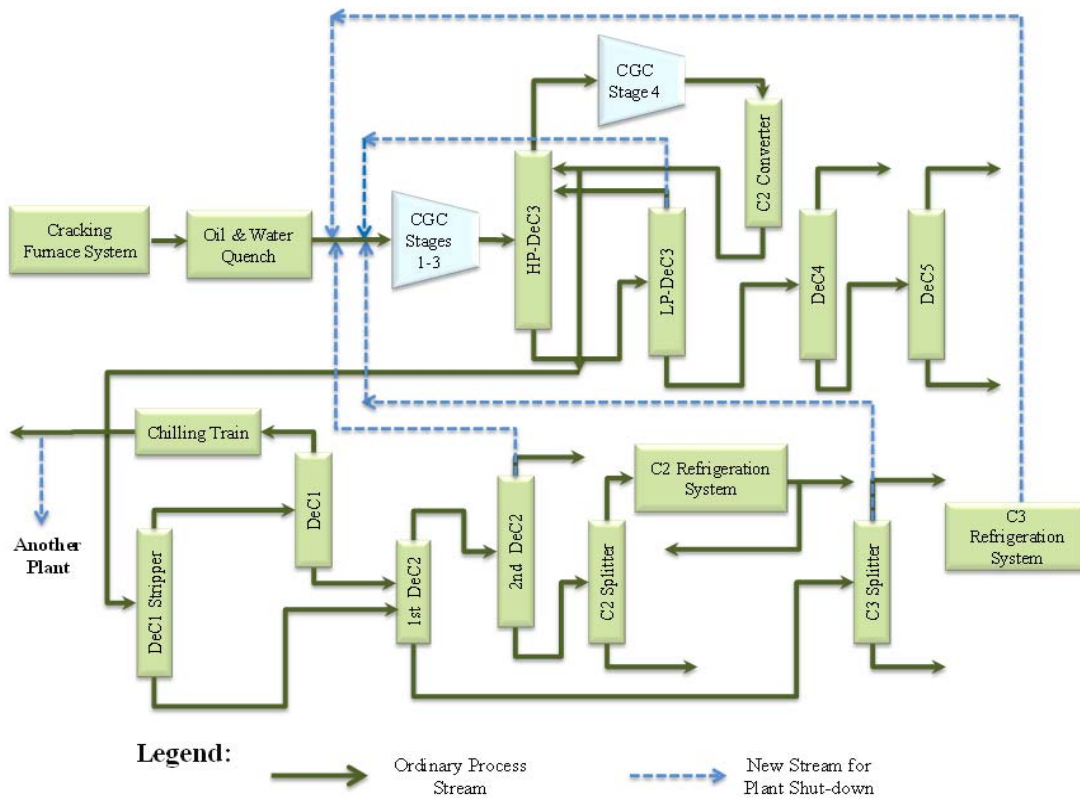 CGC
Stage 4
C2 Converter
HP-DeC3
Cracking
Furnace System
Oil & Water
Quench
CGC
Stages
1-3
LP-DeC3
DeC4
DeC5
Chilling Train
DeC1
C2 Refrigeration
System
C3
Refrigeration
System
Another
Plant
DeC1 Stripper
1st DeC2
2nd DeC2
C2 Splitter
C3 Splitter
Legend:
Ordinary Process
Stream
New Stream for
Plant Shut-down